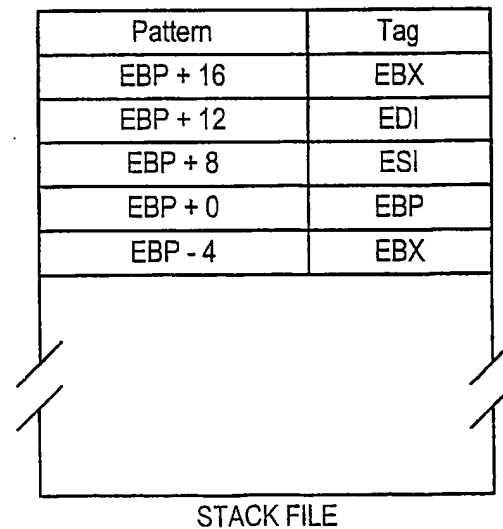 Pattern Tag
EBP + 16 EBX
EBP + 12 EDI
EBP + 8 ESI
EBP + 0 EBP
EBP - 4 EBX
STACK FILE